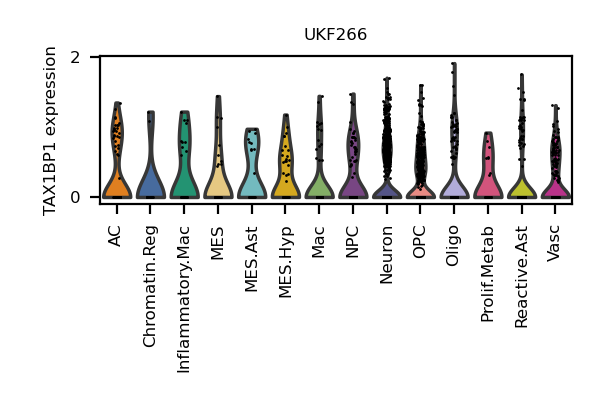 UKF266
TAX1BP1 expression
2
0
AC
Chromatin.Reg
Inflammatory.Mac
MES
MES.Ast
MES.Hyp
Mac
NPC
Neuron
OPC
Oligo
Prolif.Metab
Reactive.Ast
Vasc